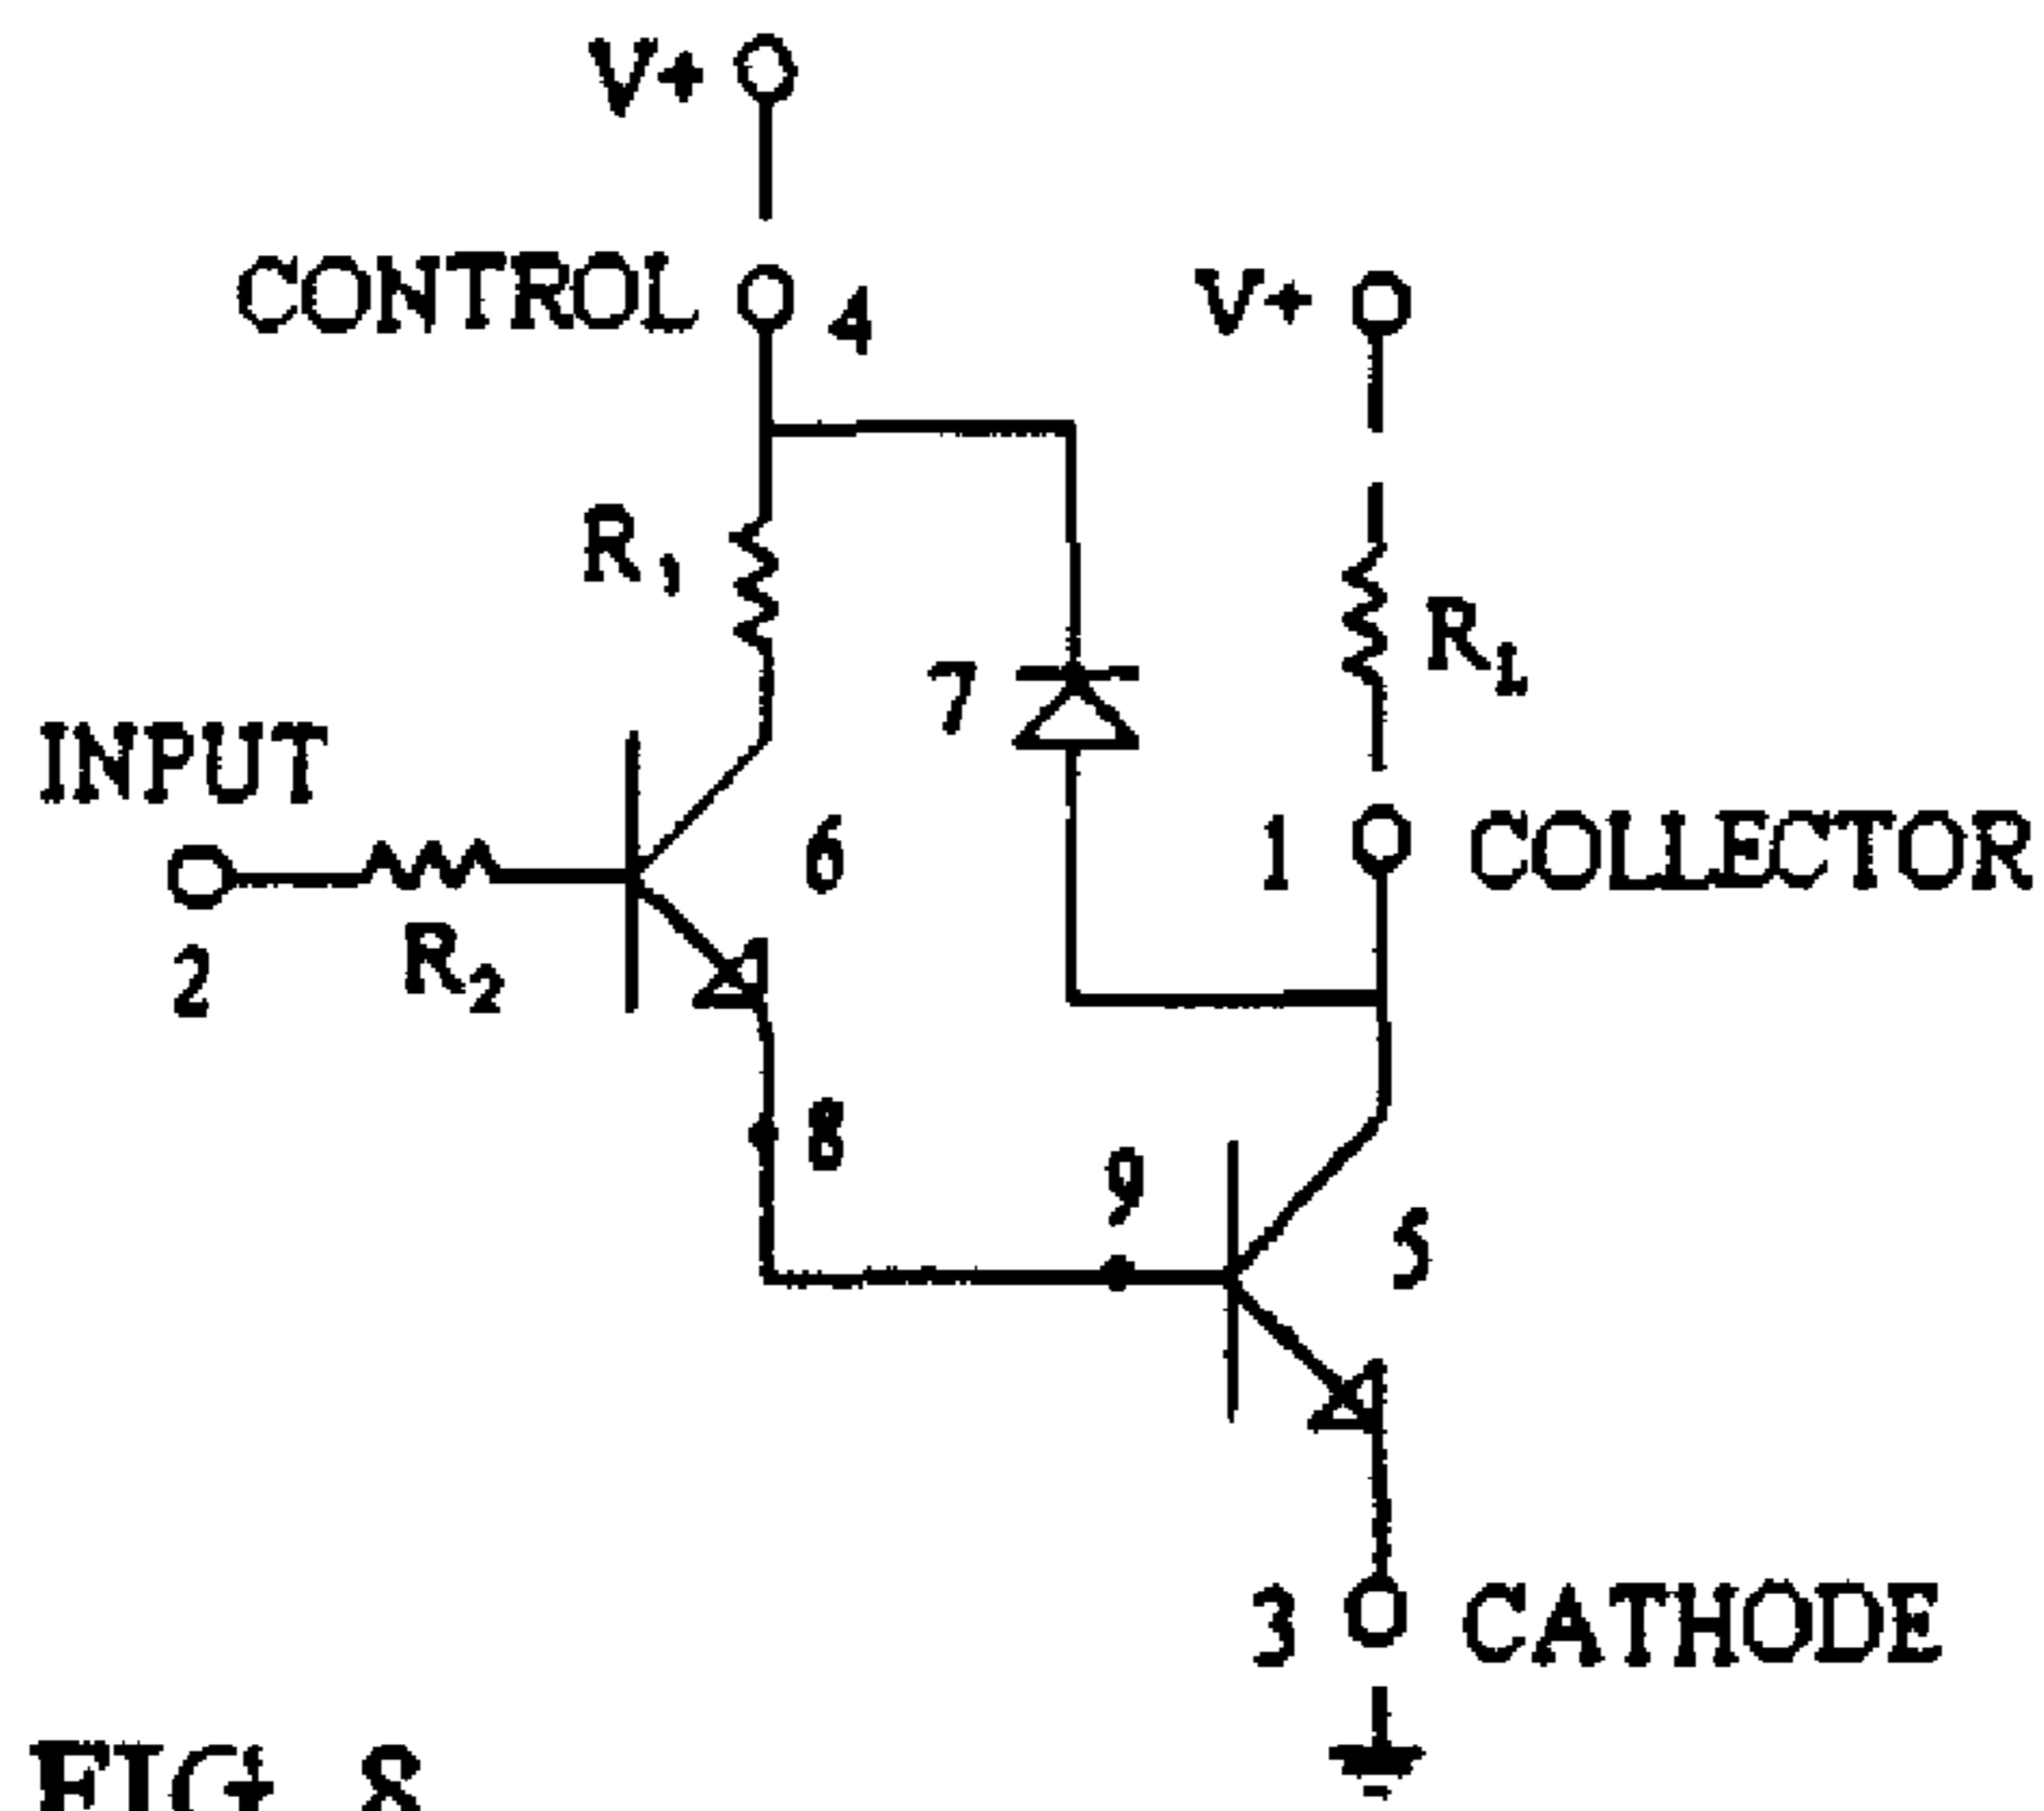 V+
CONTROL
4
V+
R1
RL
7
INPUT
6
1
COLLECTOR
2
R2
8
9
5
3
CATHODE
FIG 8